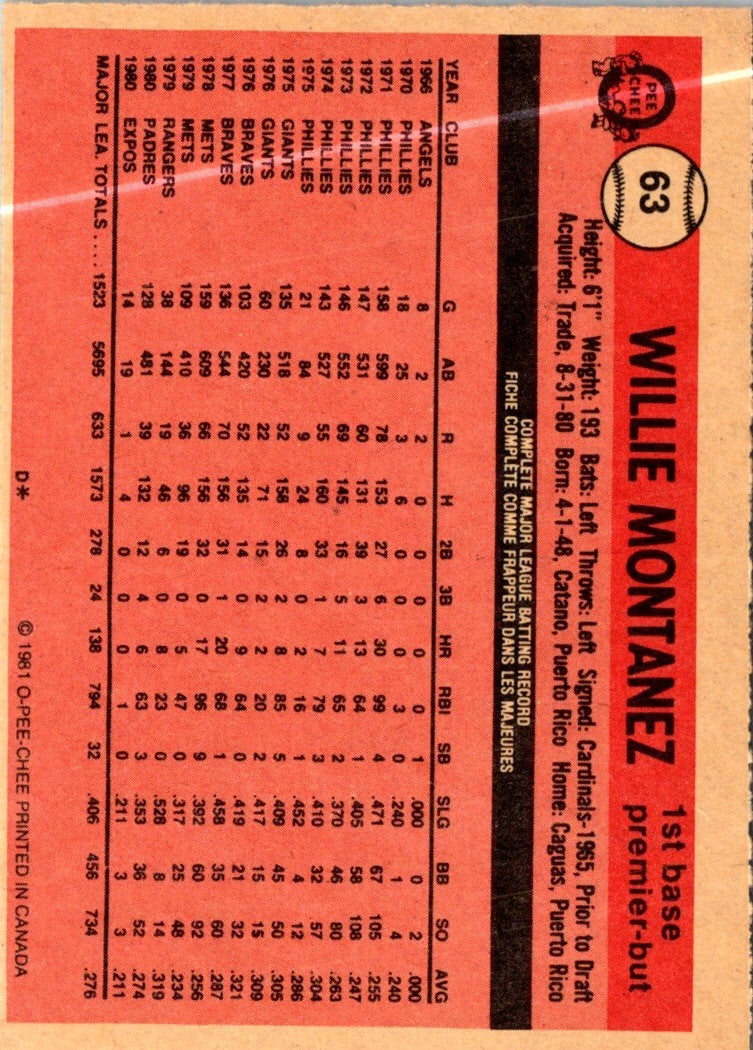 O
PEE
CHEE
63
WILLIE MONTANEZ
1st base
premier-but
Height: 6'1" Weight: 193 Bats: Left Throws: Left Signed: Cardinals-1965, Prior to Draft
Acquired: Trade, 8-31-80 Born: 4-1-48, Catano, Puerto Rico Home: Caguas, Puerto Rico
COMPLETE MAJOR LEAGUE BATTING RECORD
FICHE COMPLETE COMME FRAPPEUR DANS LES MAJEURES
YEAR CLUB G AB R H 2B 3B HR RBI SB SLG BB SO AVG
1966 ANGELS 8 2 2 0 0 0 0 0 1 .000 0 2 .000
1970 PHILLIES 18 25 3 6 0 0 0 3 0 .240 1 4 .240
1971 PHILLIES 158 599 78 153 27 6 30 99 4 .471 67 105 .255
1972 PHILLIES 147 531 60 131 39 3 13 64 1 .405 58 108 .247
1973 PHILLIES 146 552 69 145 16 5 11 65 2 .370 46 80 .263
1974 PHILLIES 143 527 55 160 33 1 7 79 3 .410 32 57 .304
1975 PHILLIES 21 84 9 24 8 0 2 16 1 .452 4 12 .286
1975 GIANTS 135 518 52 158 26 2 8 85 5 .409 45 50 .305
1976 GIANTS 60 230 22 71 15 2 2 20 2 .417 15 15 .309
1976 BRAVES 103 420 52 135 14 0 9 64 0 .419 21 32 .321
1977 BRAVES 136 544 70 156 31 1 20 68 1 .458 35 60 .287
1978 METS 159 609 66 156 32 0 17 96 9 .392 60 92 .256
1979 METS 109 410 36 96 19 0 5 47 0 .317 25 48 .234
1979 RANGERS 38 144 19 46 6 0 8 23 0 .528 8 14 .319
1980 PADRES 128 481 39 132 12 4 6 63 3 .353 36 52 .274
1980 EXPOS 14 19 1 4 0 0 0 1 0 .211 3 3 .211
MAJOR LEA. TOTALS .... 1523 5695 633 1573 278 24 138 794 32 .406 456 734 .276
D* © 1981 O-PEE-CHEE PRINTED IN CANADA